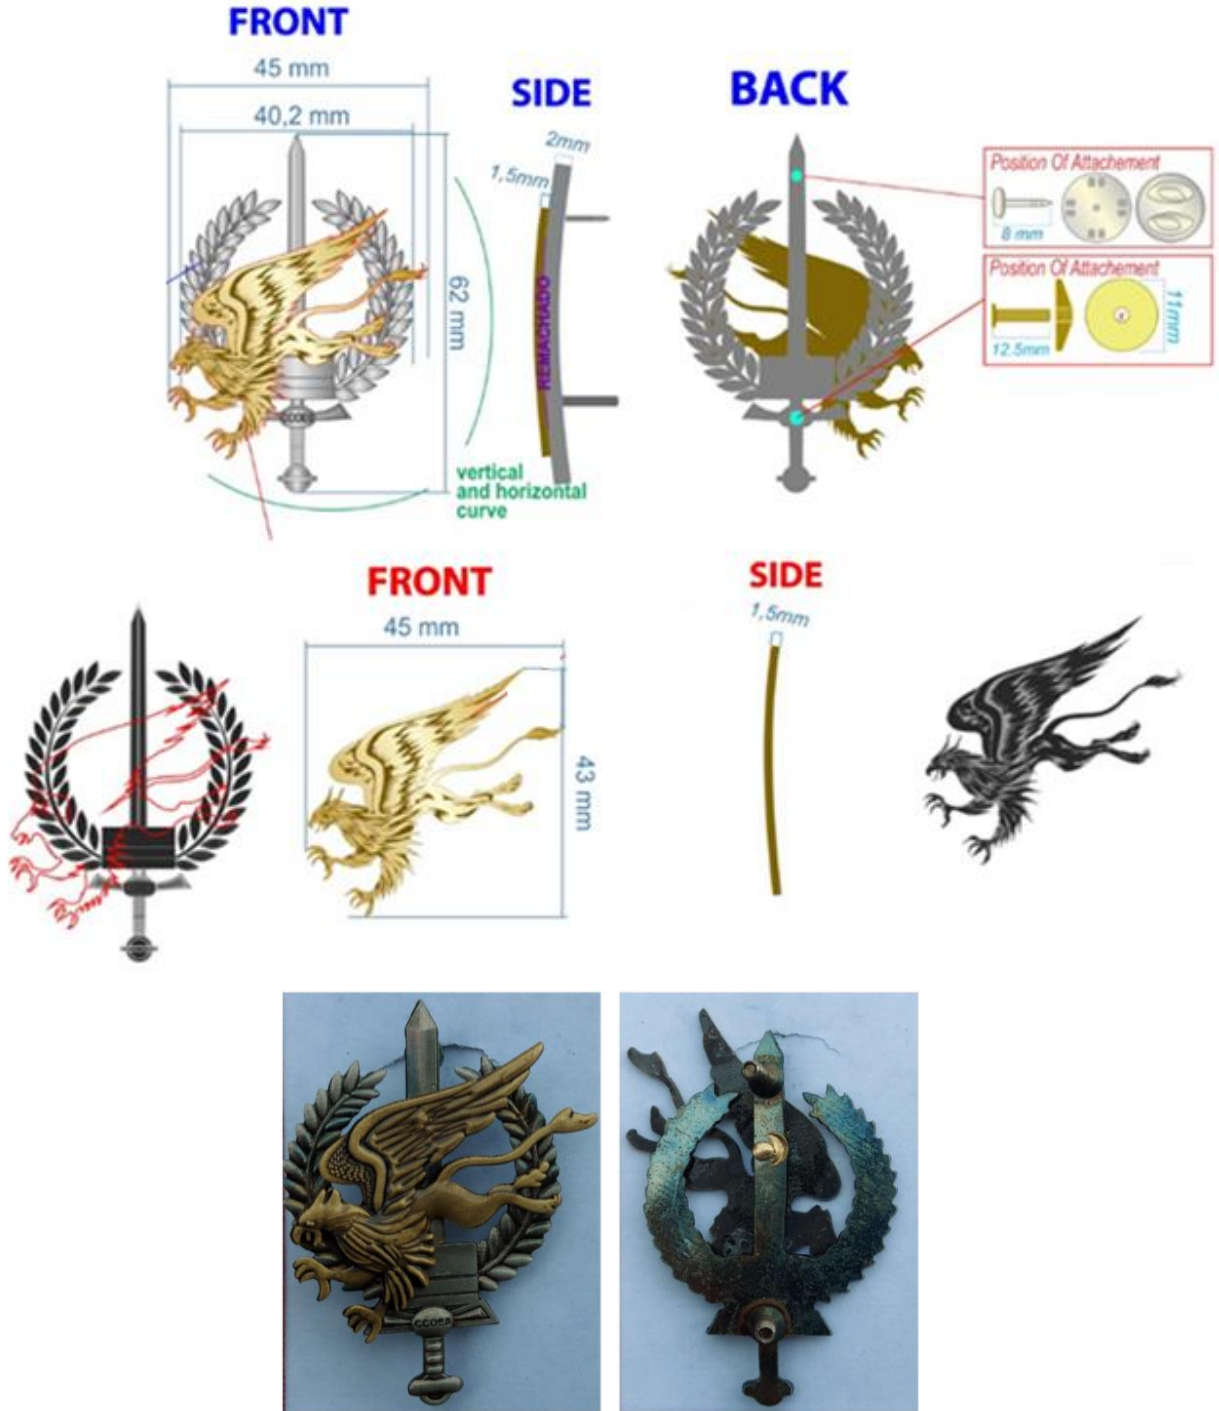 FRONT
45 mm
40,2 mm
SIDE
2mm
1,5mm
REMACHADO
62 mm
vertical
and horizontal
curve
BACK
Position Of Attachement
8 mm
Position Of Attachement
12.5mm
11mm
FRONT
45 mm
43 mm
SIDE
1,5mm
CCOEA